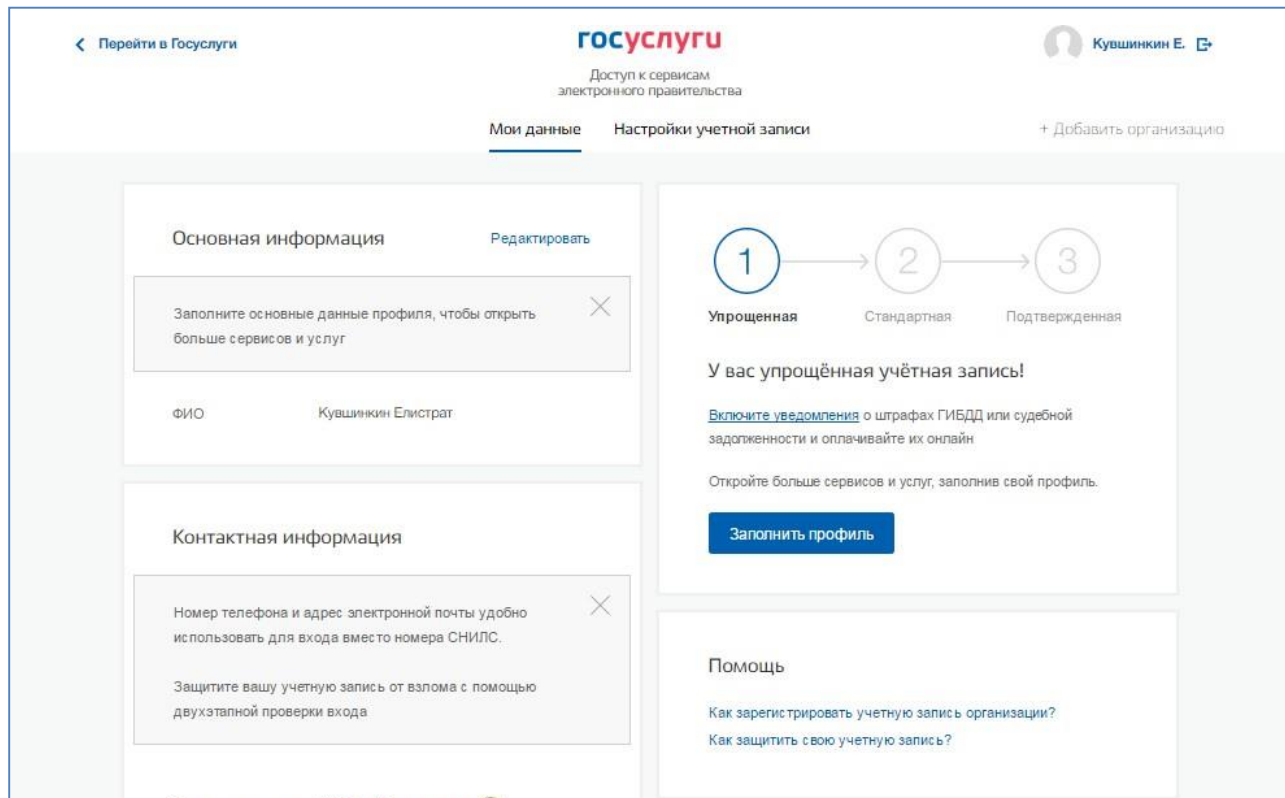 Перейти в Госуслуги
госуслуги
Кувшинкин Е.
Доступ к сервисам
электронного правительства
Мои данные
Настройки учетной записи
+ Добавить организацию
Основная информация
Редактировать
Заполните основные данные профиля, чтобы открыть
больше сервисов и услуг
ФИО
Кувшинкин Елистрат
Контактная информация
Номер телефона и адрес электронной почты удобно
использовать для входа вместо номера СНИЛС.
Защитите вашу учетную запись от взлома с помощью
двухэтапной проверки входа
1
2
3
Упрощенная
Стандартная
Подтвержденная
У вас упрощённая учётная запись!
Включите уведомления о штрафах ГИБДД или судебной
задолженности и оплачивайте их онлайн
Откройте больше сервисов и услуг, заполнив свой профиль.
Заполнить профиль
Помощь
Как зарегистрировать учетную запись организации?
Как защитить свою учетную запись?